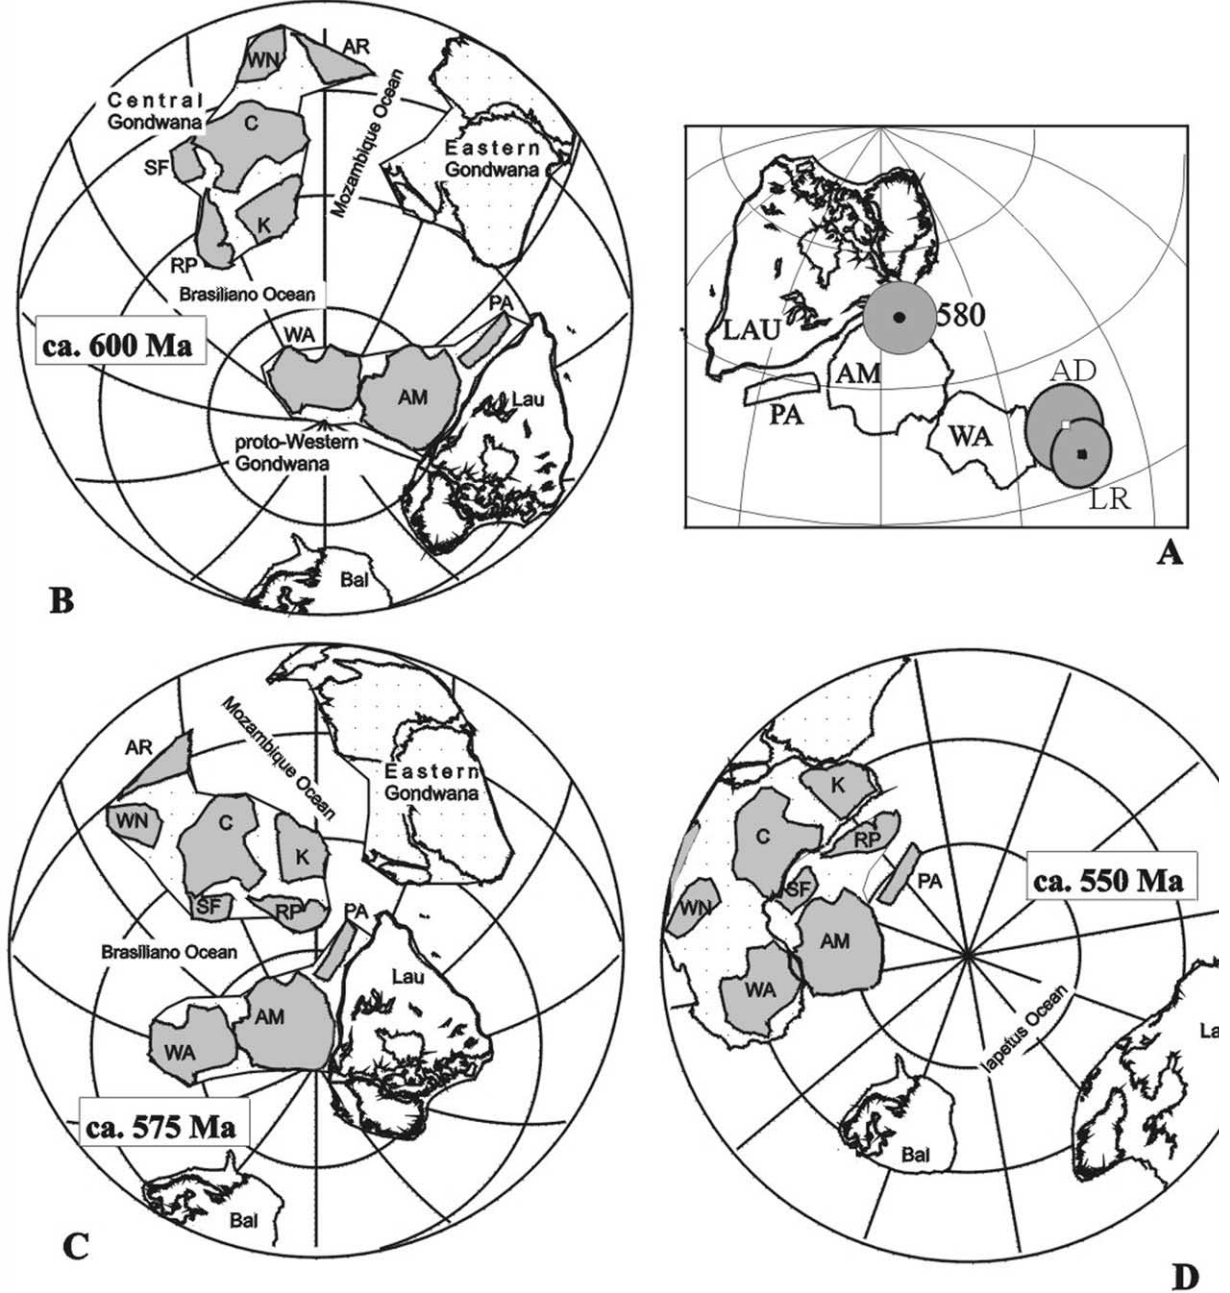 WN
AR
Central
Gondwana
C
Mozambique Ocean
Eastern
Gondwana
SF
K
RP
Brasiliano Ocean
PA
ca. 600 Ma
WA
AM
Lau
proto-Western
Gondwana
Bal
B
LAU
580
AM
AD
PA
WA
LR
A
Mozambique Ocean
AR
Eastern
Gondwana
WN
C
K
SF
RP
PA
Brasiliano Ocean
Lau
AM
WA
ca. 575 Ma
Bal
C
K
C
RP
PA
ca. 550 Ma
SF
WN
AM
WA
Iapetus Ocean
La
Bal
D